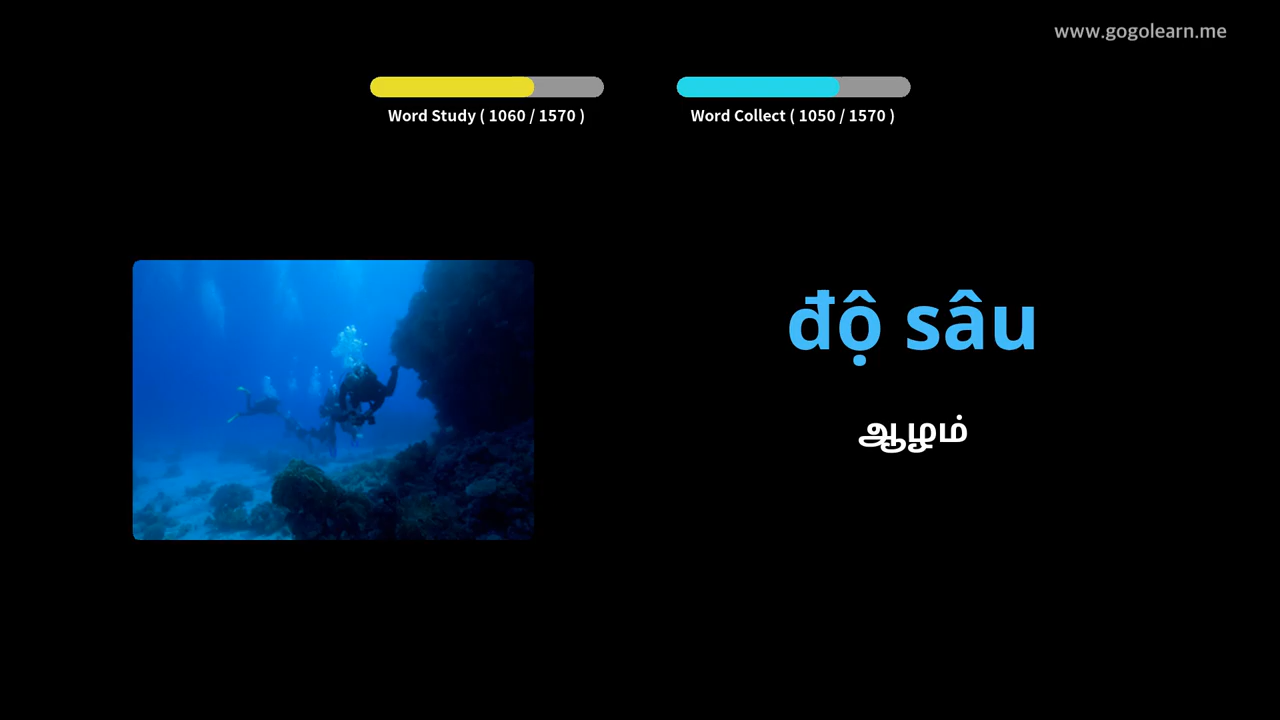 www.gogolearn.me
Word Study ( 1060 / 1570 )
Word Collect ( 1050 / 1570 )
độ sâu
ஆழம்